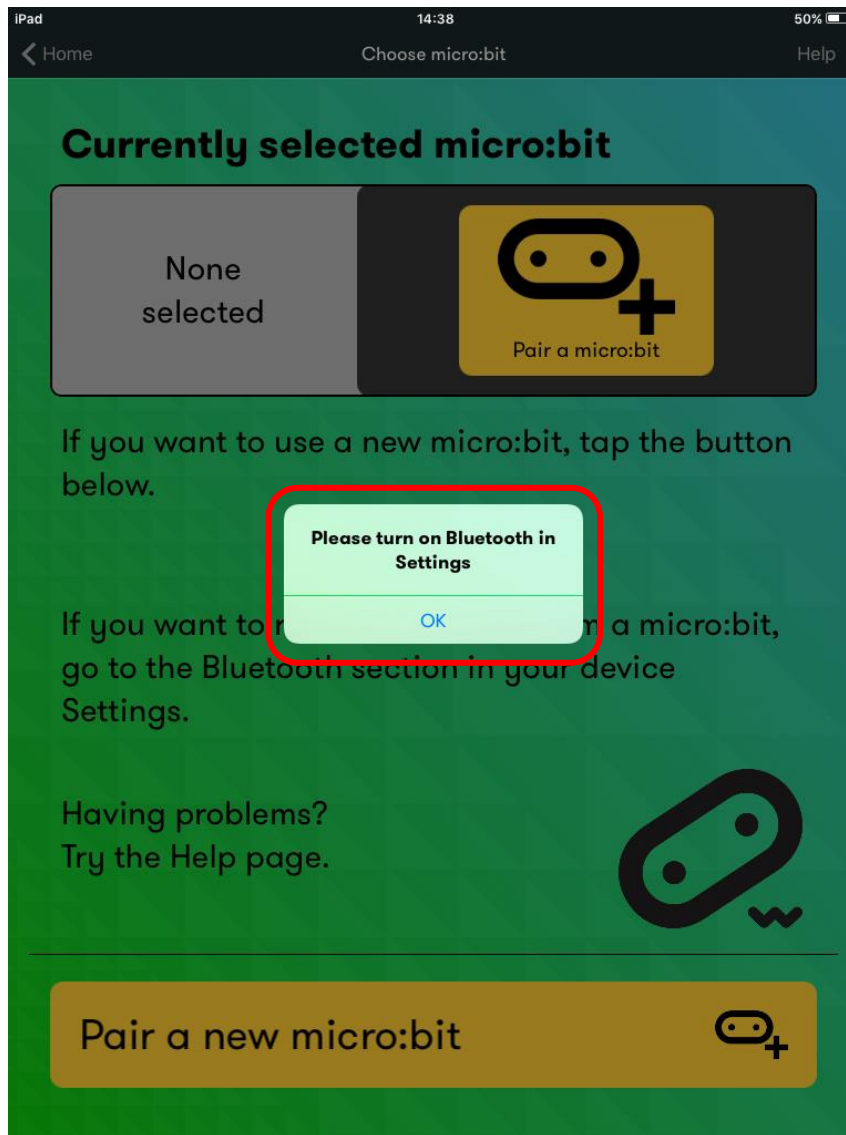 iPad 14:38 50%
Home Choose micro:bit Help
Currently selected micro:bit
None
selected
Pair a micro:bit
If you want to use a new micro:bit, tap the button
below.
Please turn on Bluetooth in
Settings
OK
If you want to m a micro:bit,
go to the Bluetooth section in your device
Settings.
Having problems?
Try the Help page.
Pair a new micro:bit